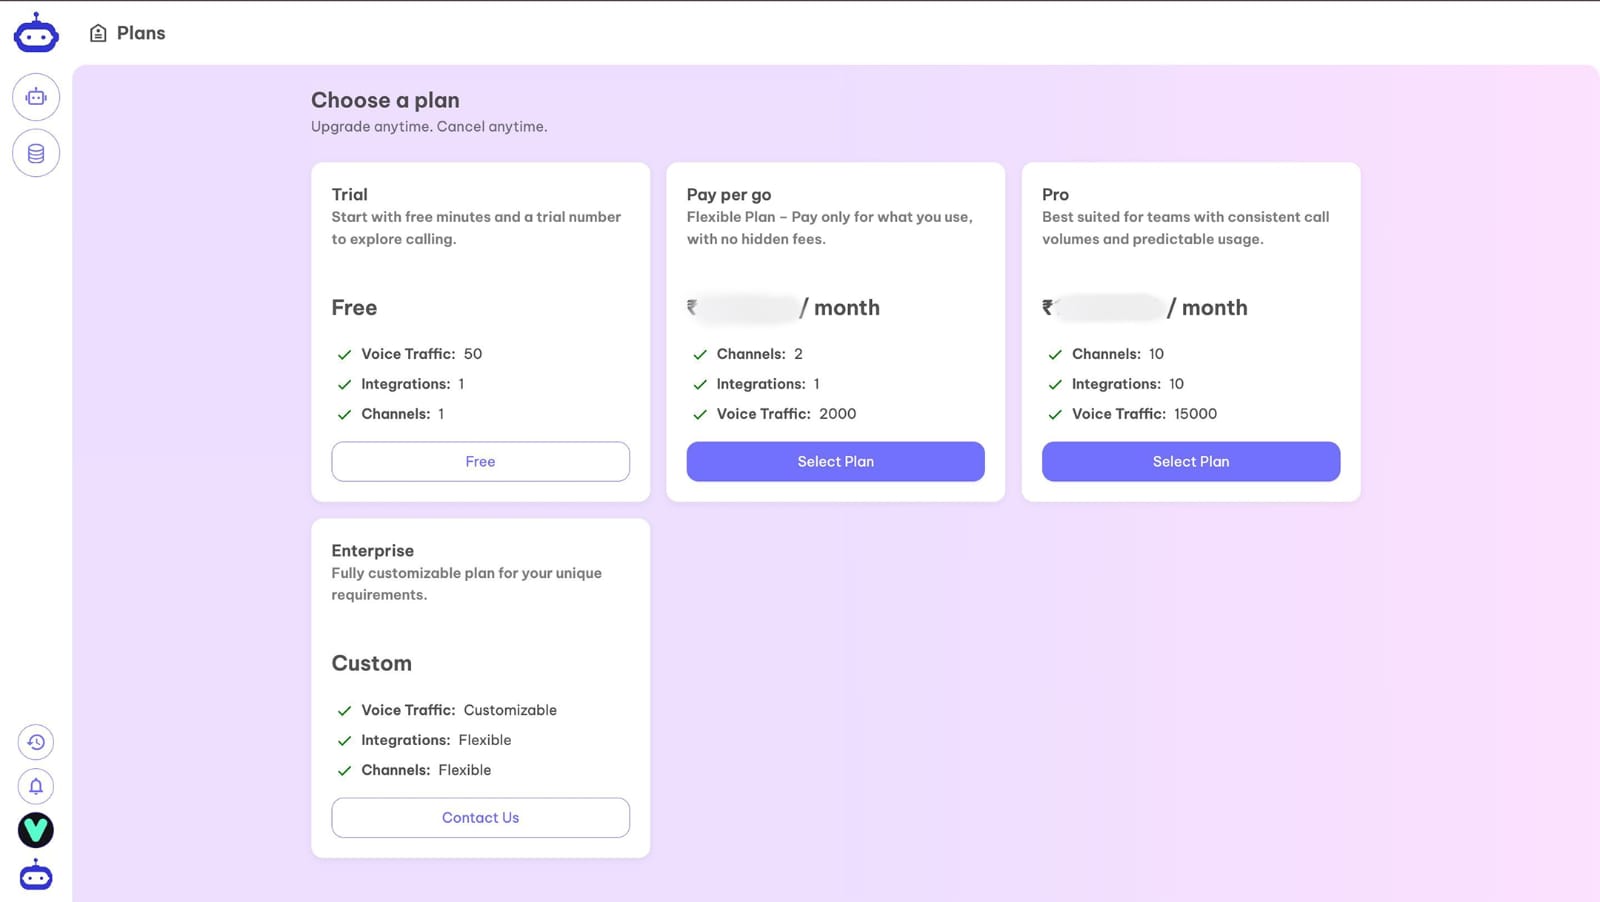 Plans
Choose a plan
Upgrade anytime. Cancel anytime.
Trial
Start with free minutes and a trial number
to explore calling.
Free
Voice Traffic: 50
Integrations: 1
Channels: 1
Free
Pay per go
Flexible Plan – Pay only for what you use,
with no hidden fees.
₹ / month
Channels: 2
Integrations: 1
Voice Traffic: 2000
Select Plan
Pro
Best suited for teams with consistent call
volumes and predictable usage.
₹ / month
Channels: 10
Integrations: 10
Voice Traffic: 15000
Select Plan
Enterprise
Fully customizable plan for your unique
requirements.
Custom
Voice Traffic: Customizable
Integrations: Flexible
Channels: Flexible
Contact Us